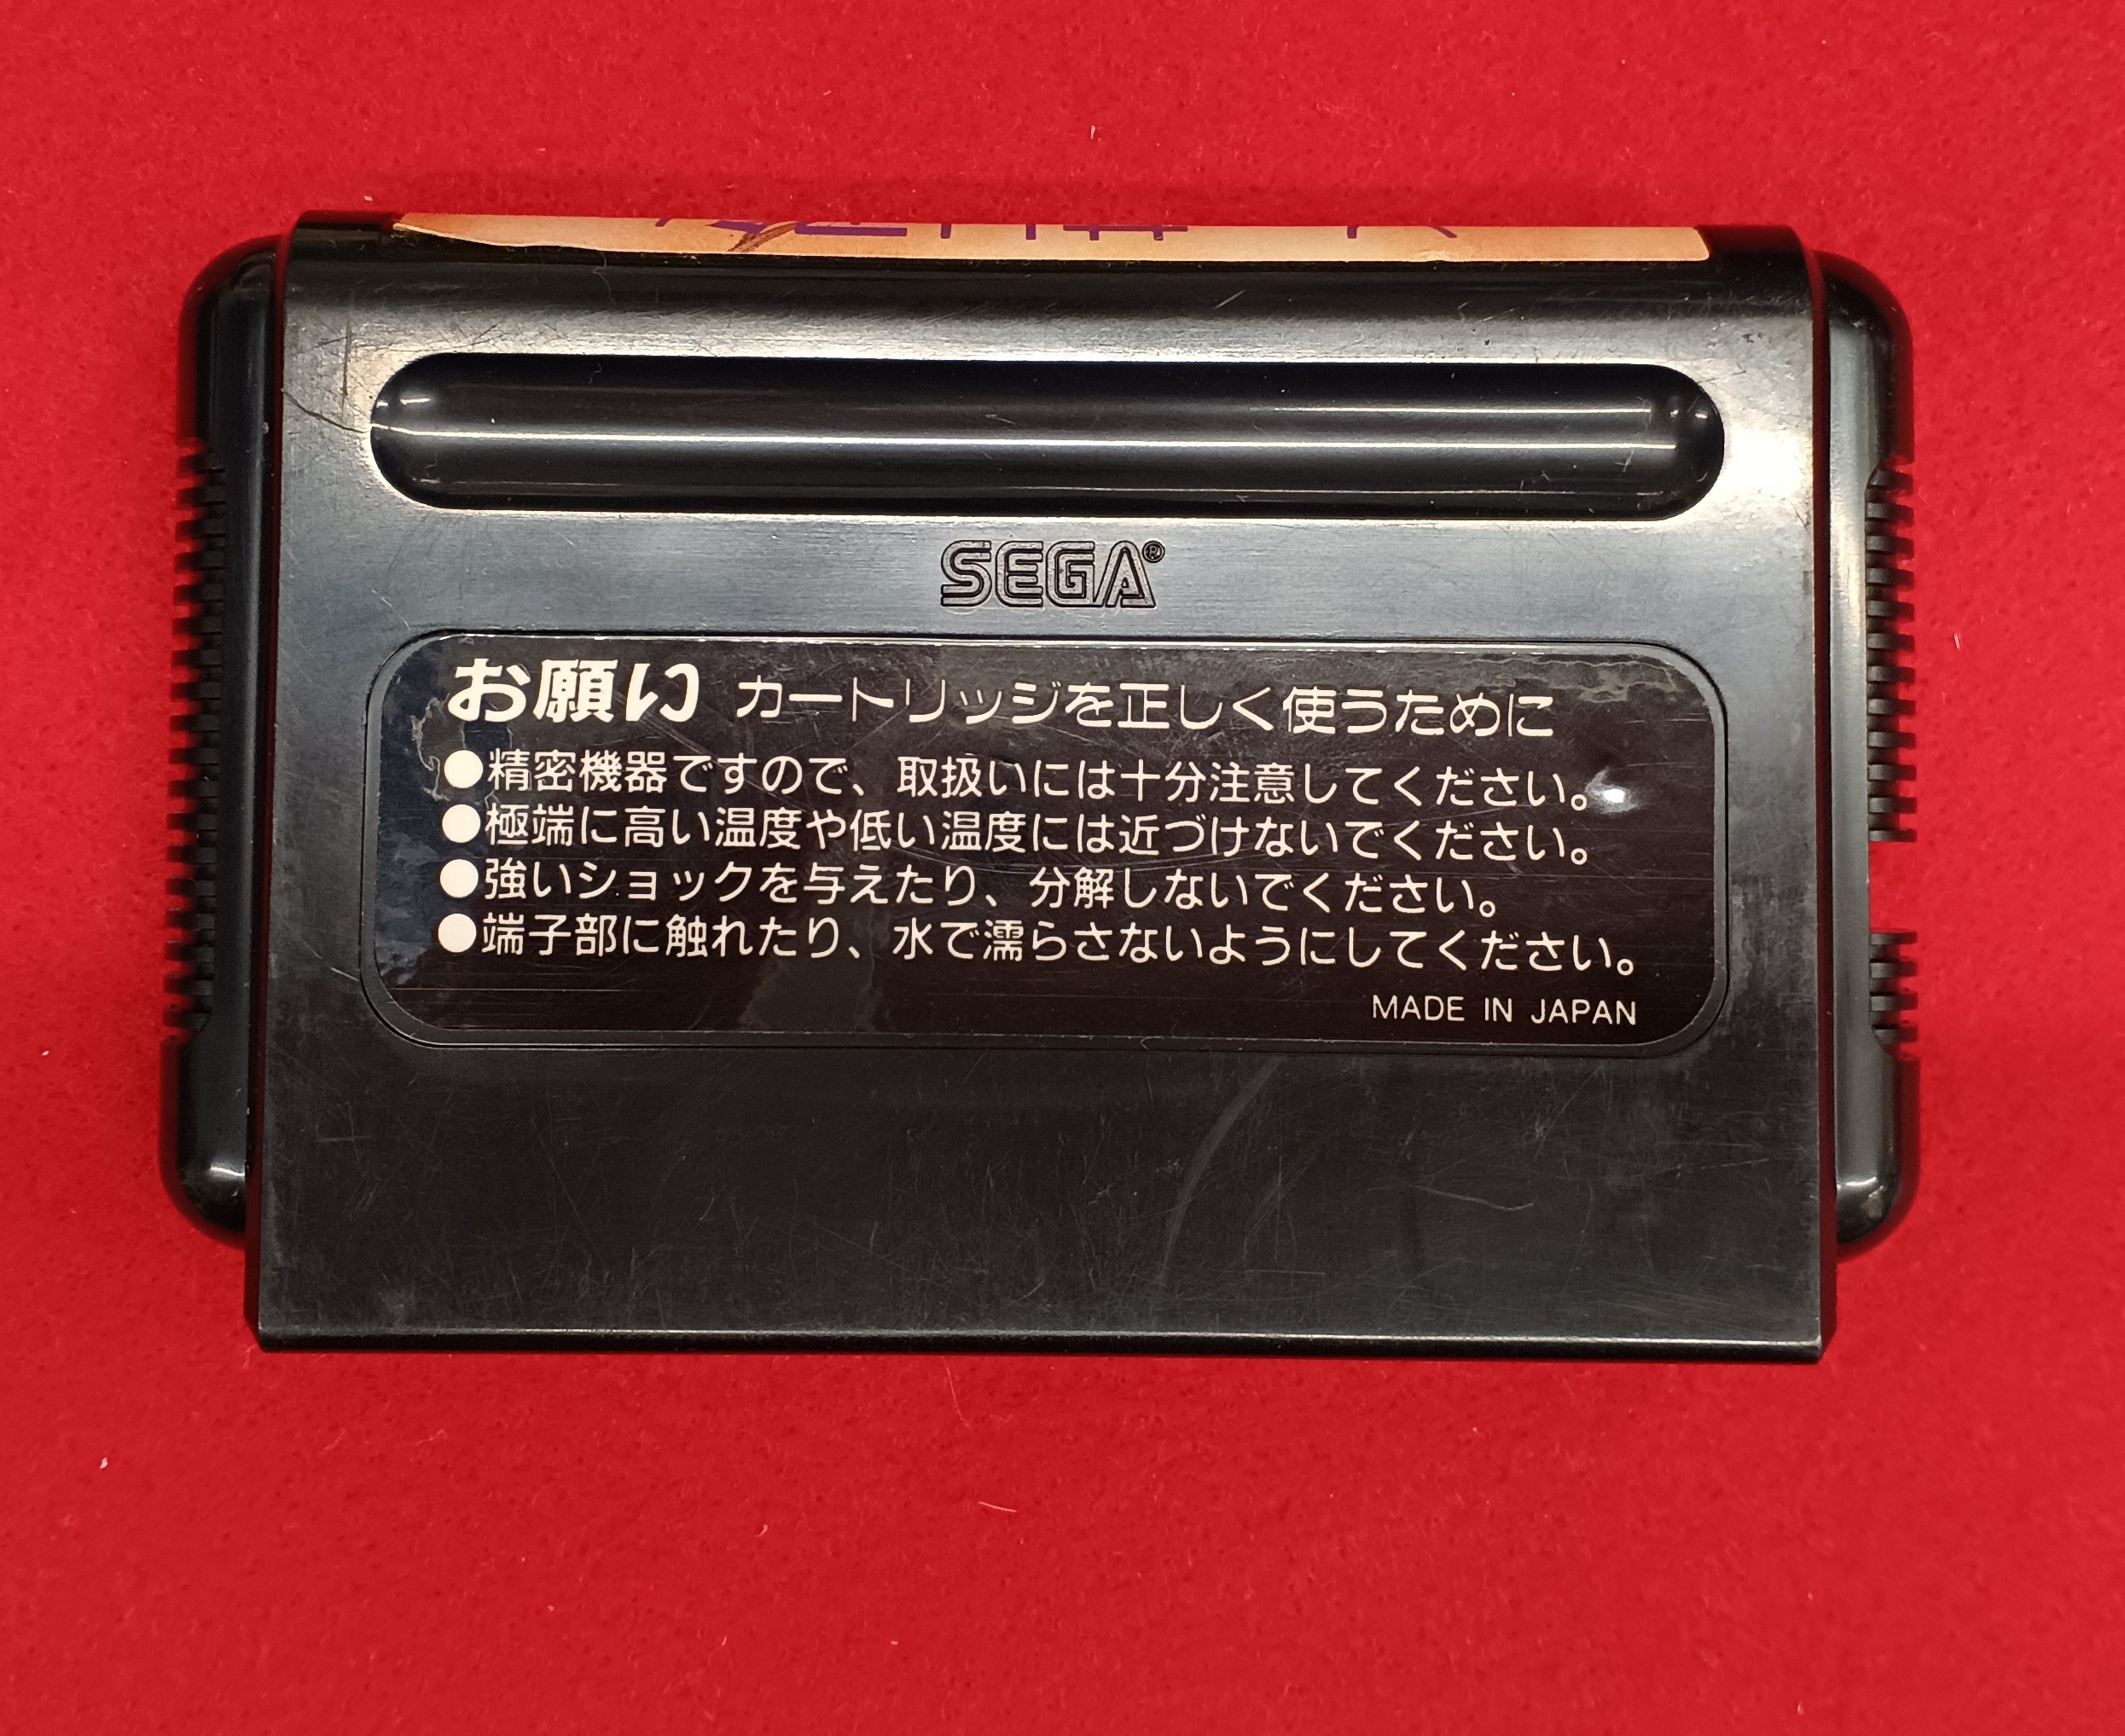 SEGA®
お願い カートリッジを正しく使うために
●精密機器ですので、取扱いには十分注意してください。
●極端に高い温度や低い温度には近づけないでください。
●強いショックを与えたり、分解しないでください。
●端子部に触れたり、水で濡らさないようにしてください。
MADE IN JAPAN